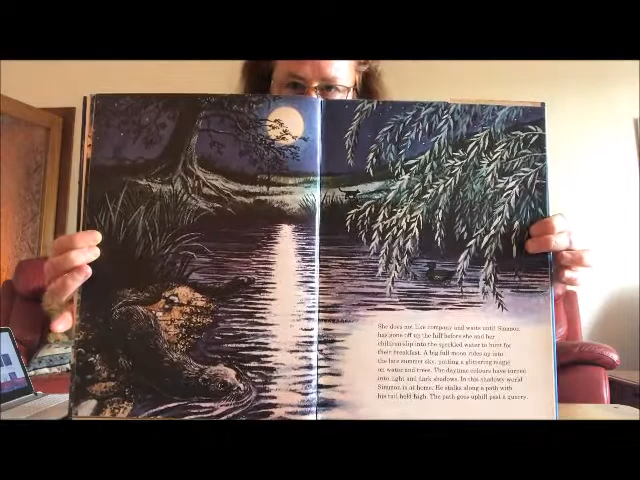 She does not like company and waits until Simmon
has gone off up the hill before she and her
children slip into the speckled water to hunt for
their breakfast. A big full moon rides up into
the late summer sky, putting a glittering magic
on water and trees. The daytime colours have turned
into light and dark shadows. In this shadowy world
Simmon is at home. He stalks along a path with
his tail held high. The path goes uphill past a quarry.